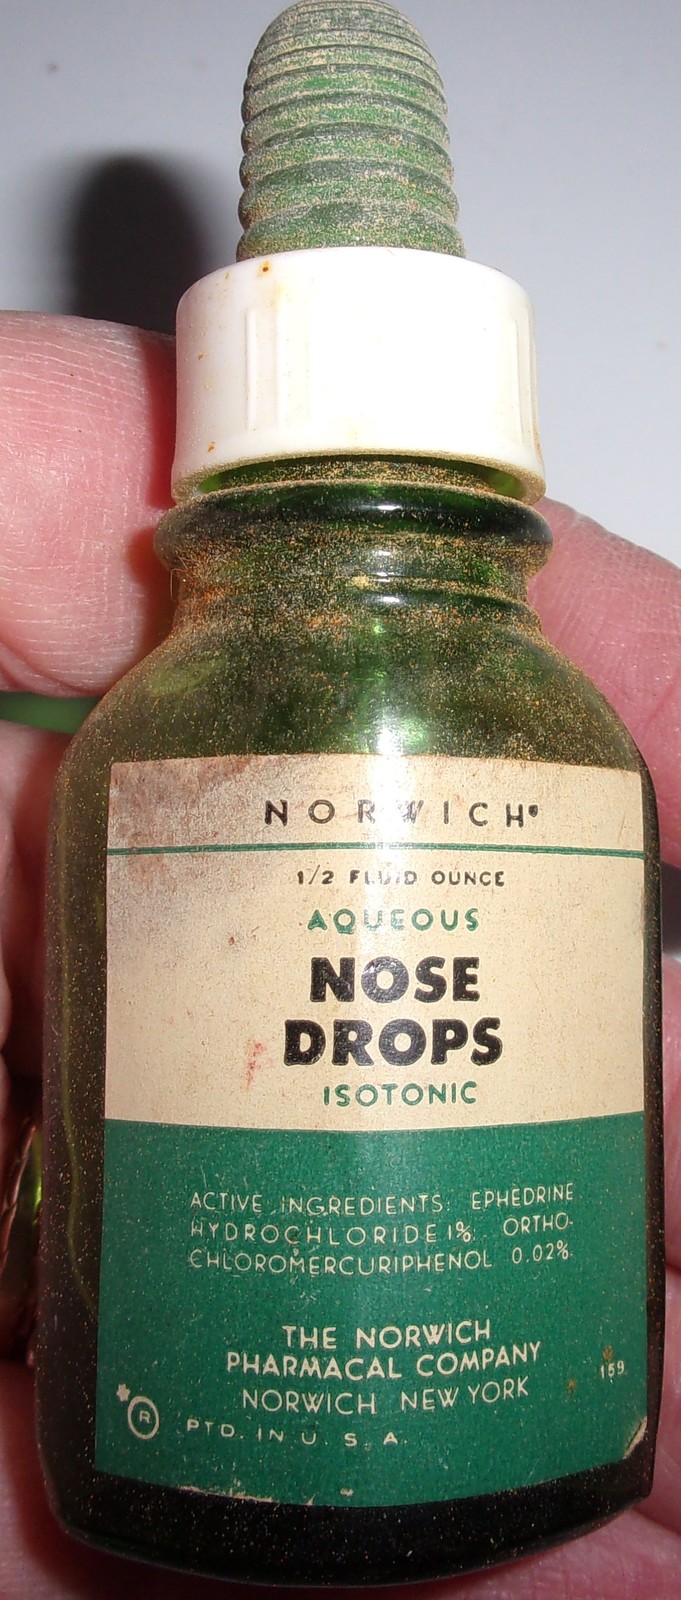 NORWICH®
1/2 FLUID OUNCE
AQUEOUS
NOSE
DROPS
ISOTONIC
ACTIVE INGREDIENTS: EPHEDRINE
HYDROCHLORIDE 1%. ORTHO-
CHLOROMERCURIPHENOL 0.02%.
THE NORWICH
PHARMACAL COMPANY
NORWICH NEW YORK
159
* ® PTD. IN U. S. A.